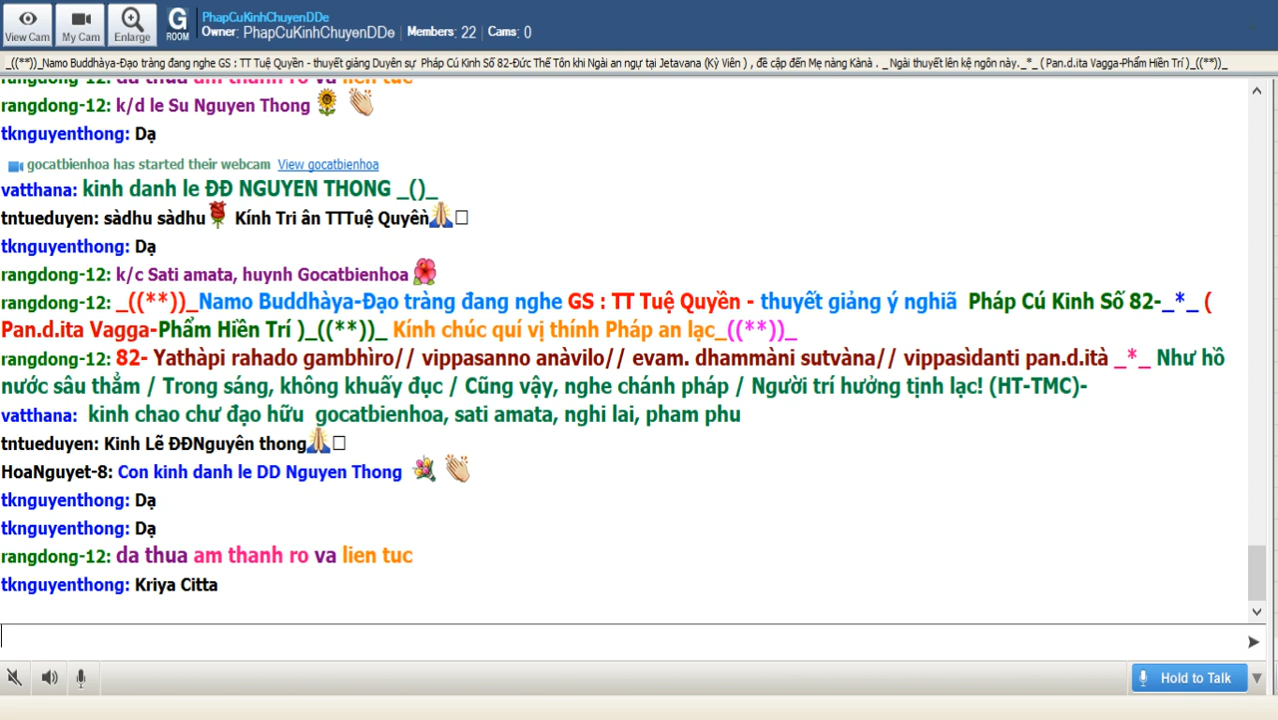 View Cam
My Cam
Enlarge
G
ROOM
PhapCuKinhChuyenDDe
Owner: PhapCuKinhChuyenDDe Members: 22 Cams: 0
_((**))_Namo Buddhàya-Đạo tràng đang nghe GS : TT Tuệ Quyền - thuyết giảng Duyên sự Pháp Cú Kinh Số 82-Đức Thế Tôn khi Ngài an ngự tại Jetavana (Kỳ Viên ) , đề cập đến Mẹ nàng Kànà . _Ngài thuyết lên kệ ngôn này._*_ ( Pan.d.ita Vagga-Phẩm Hiền Trí )_((**))_
da thua am thanh ro va lien tuc
rangdong-12: k/d le Su Nguyen Thong 🌻 👏
tknguyenthong: Dạ
gocatbienhoa has started their webcam View gocatbienhoa
vatthana: kinh danh le ĐĐ NGUYEN THONG _()_
tntueduyen: sàdhu sàdhu🌹 Kính Tri ân TTTuệ Quyền🙏□
tknguyenthong: Dạ
rangdong-12: k/c Sati amata, huynh Gocatbienhoa 🌺
rangdong-12: _((**))_Namo Buddhàya-Đạo tràng đang nghe GS : TT Tuệ Quyền - thuyết giảng ý nghiã Pháp Cú Kinh Số 82-_*_ (
Pan.d.ita Vagga-Phẩm Hiền Trí )_((**))_ Kính chúc quí vị thính Pháp an lạc_((**))_
rangdong-12: 82- Yathàpi rahado gambhìro// vippasanno anàvilo// evam. dhammàni sutvàna// vippasìdanti pan.d.ità _*_ Như hồ
nước sâu thẳm / Trong sáng, không khuấy đục / Cũng vậy, nghe chánh pháp / Người trí hưởng tịnh lạc! (HT-TMC)-
vatthana: kinh chao chư đạo hữu gocatbienhoa, sati amata, nghi lai, pham phu
tntueduyen: Kinh Lẽ ĐĐNguyên thong🙏□
HoaNguyet-8: Con kinh danh le DD Nguyen Thong 💐 👏
tknguyenthong: Dạ
tknguyenthong: Dạ
rangdong-12: da thua am thanh ro va lien tuc
tknguyenthong: Kriya Citta
Hold to Talk